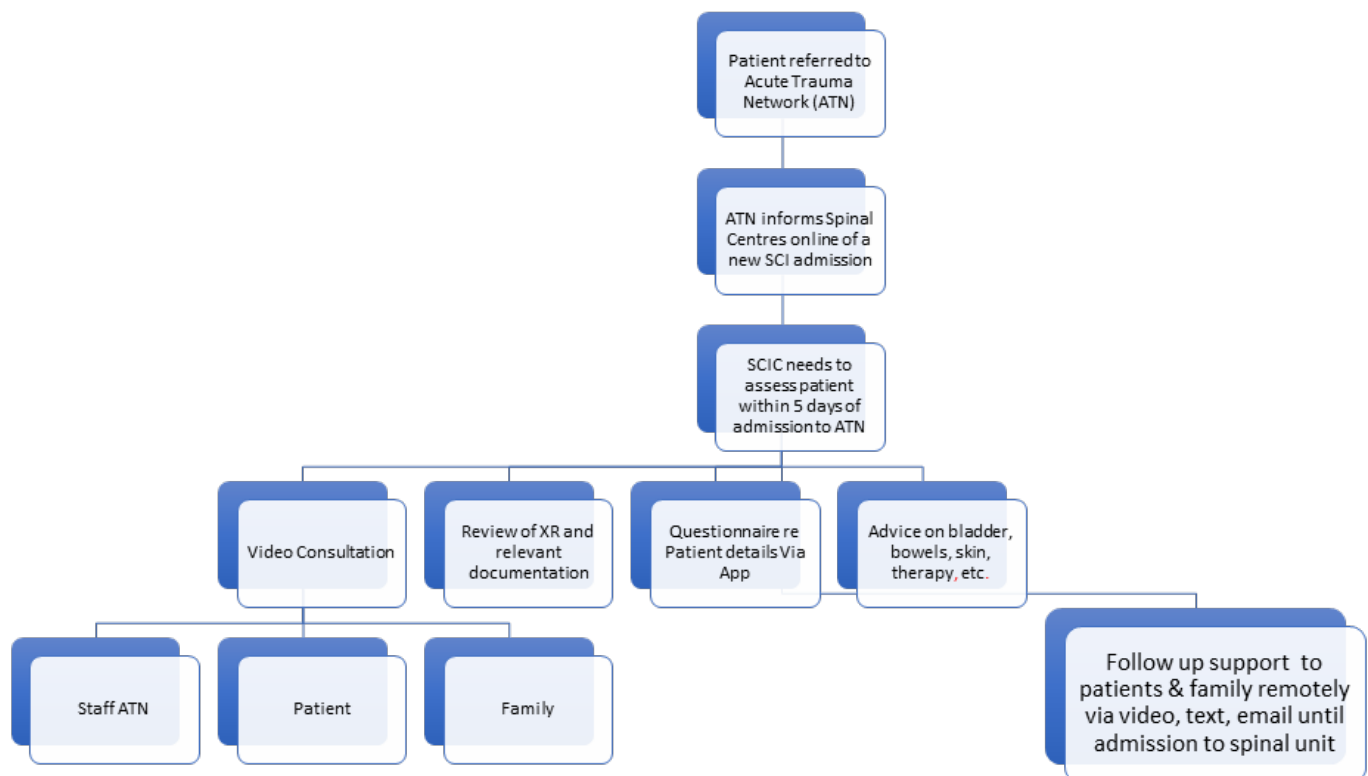 Patient referred to
Acute Trauma
Network (ATN)
ATN informs Spinal
Centres online of a
new SCI admission
SCIC needs to
assess patient
within 5 days of
admission to ATN
Video Consultation
Review of XR and
relevant
documentation
Questionnaire re
Patient details Via
App
Advice on bladder,
bowels, skin,
therapy, etc.
Staff ATN
Patient
Family
Follow up support to
patients & family remotely
via video, text, email until
admission to spinal unit